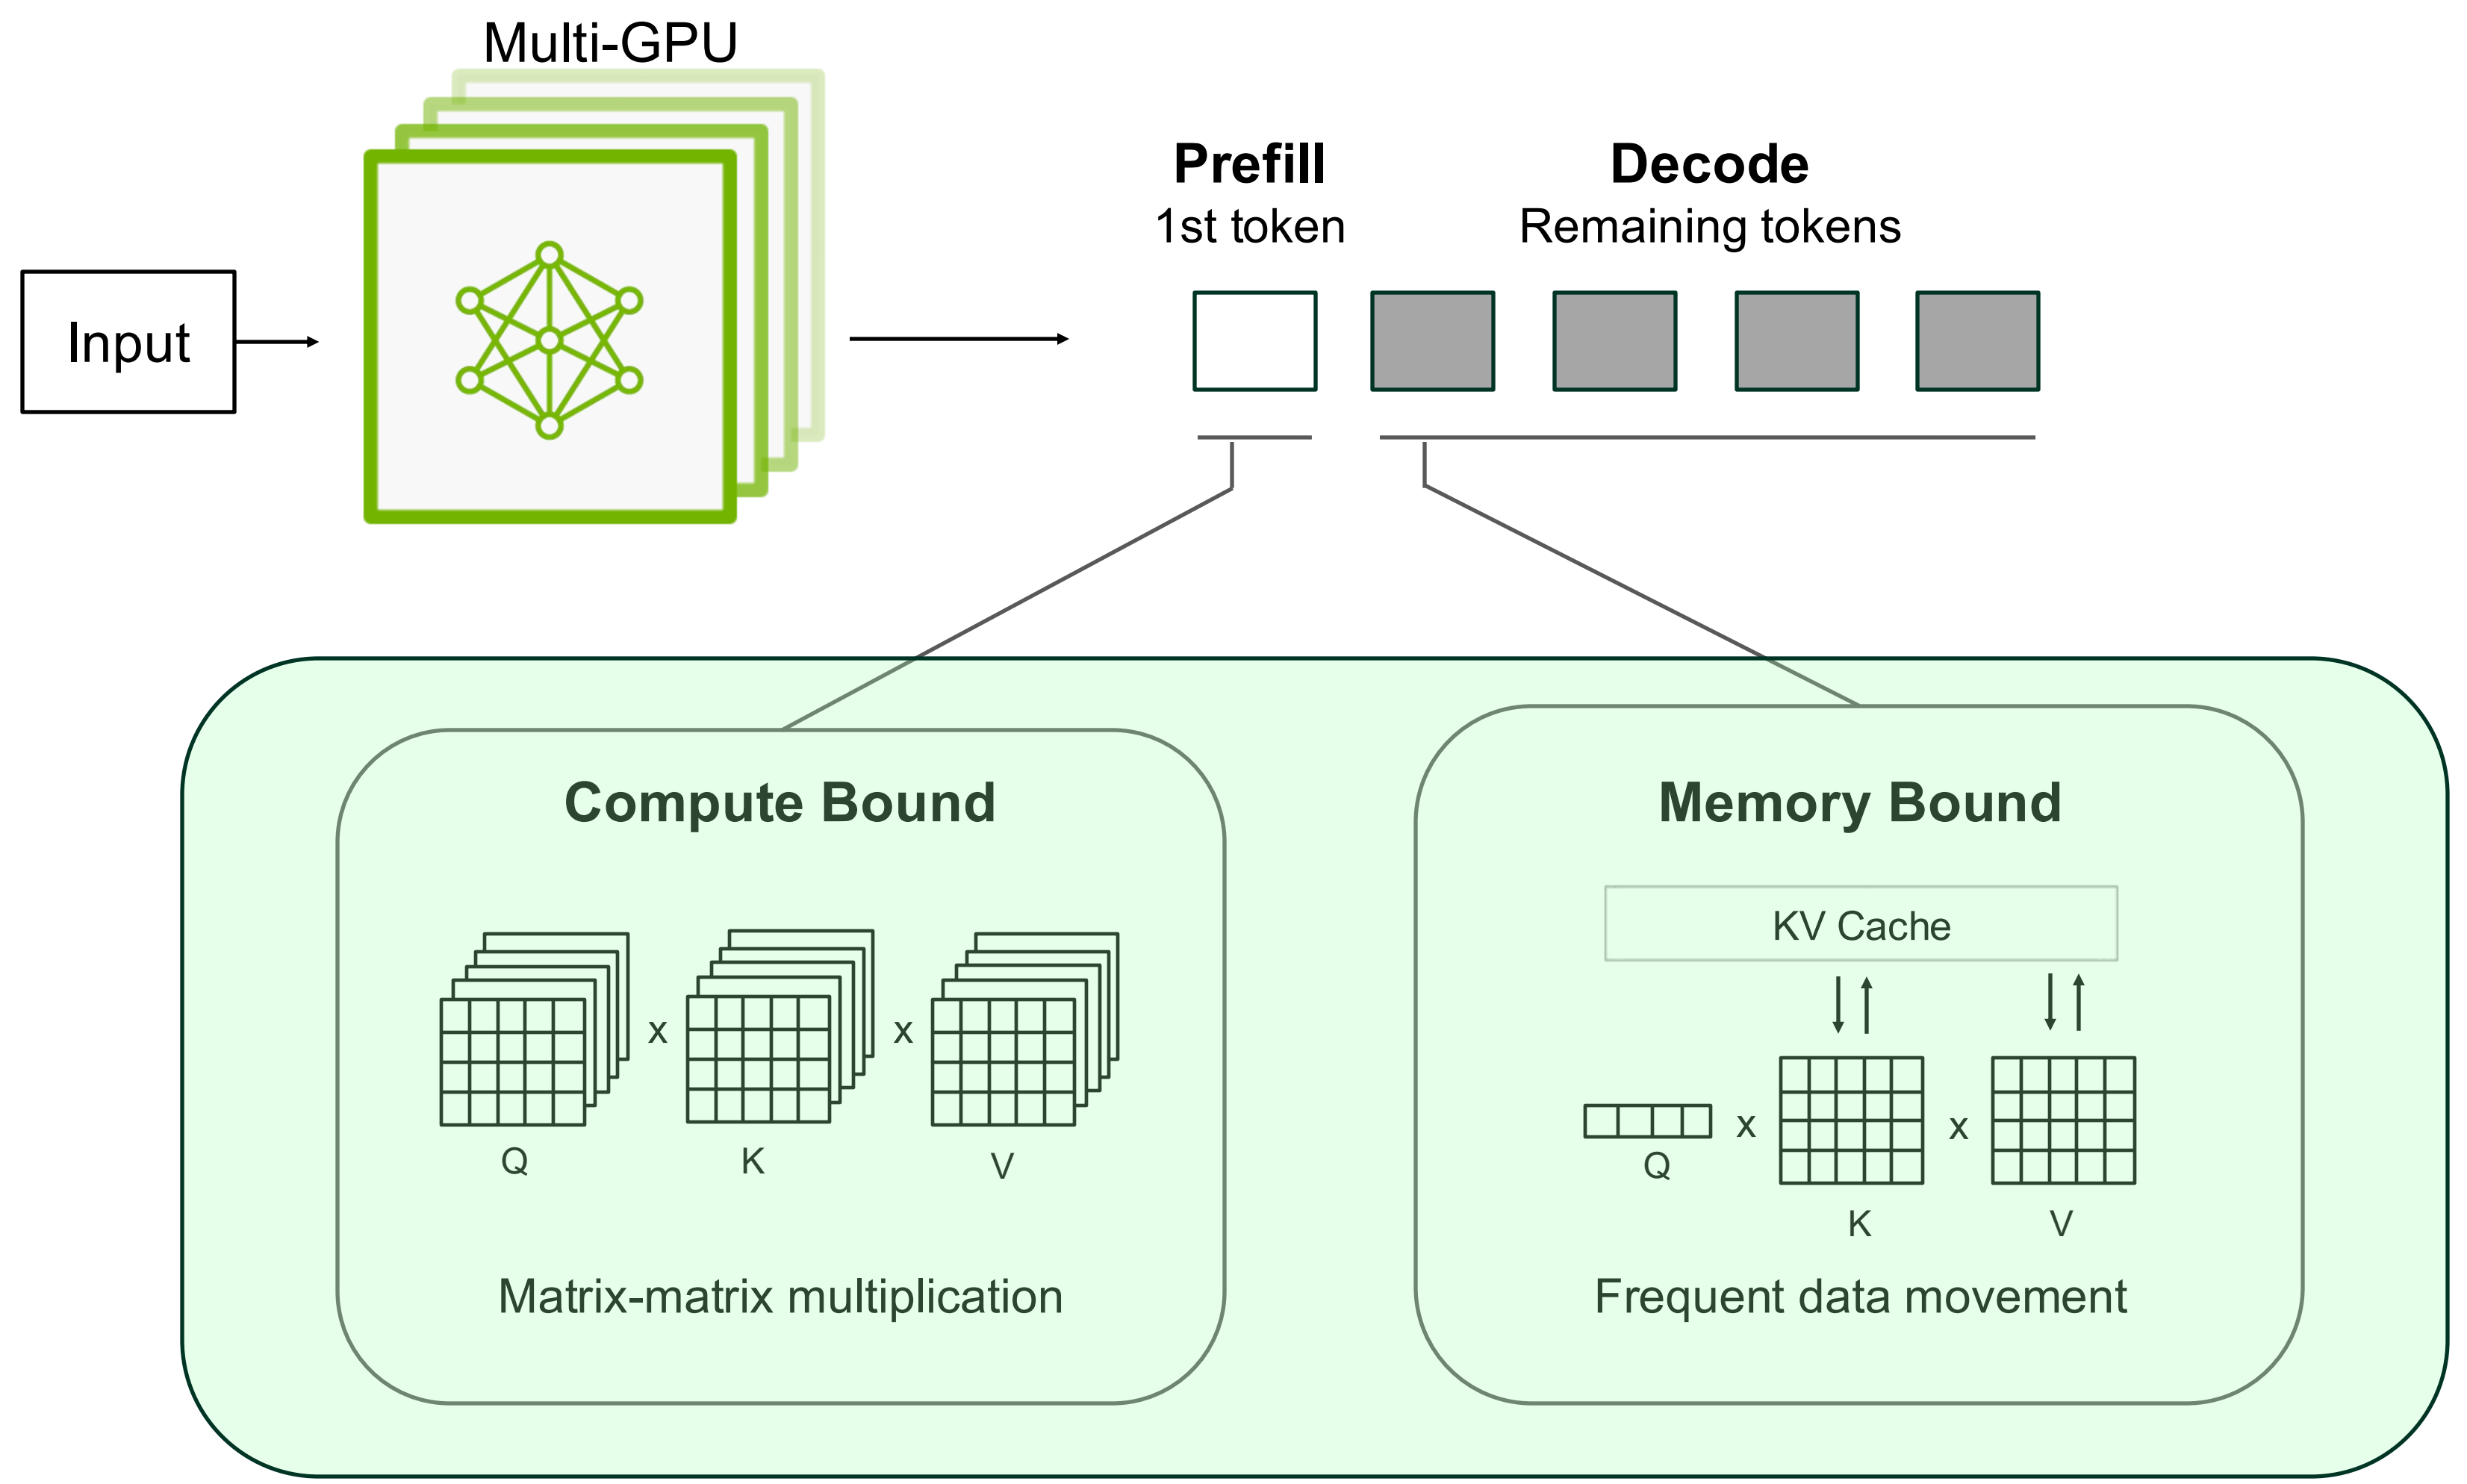 Multi-GPU
Input
Prefill
1st token
Decode
Remaining tokens
Compute Bound
x
x
Q
K
V
Matrix-matrix multiplication
Memory Bound
KV Cache
x
x
Q
K
V
Frequent data movement